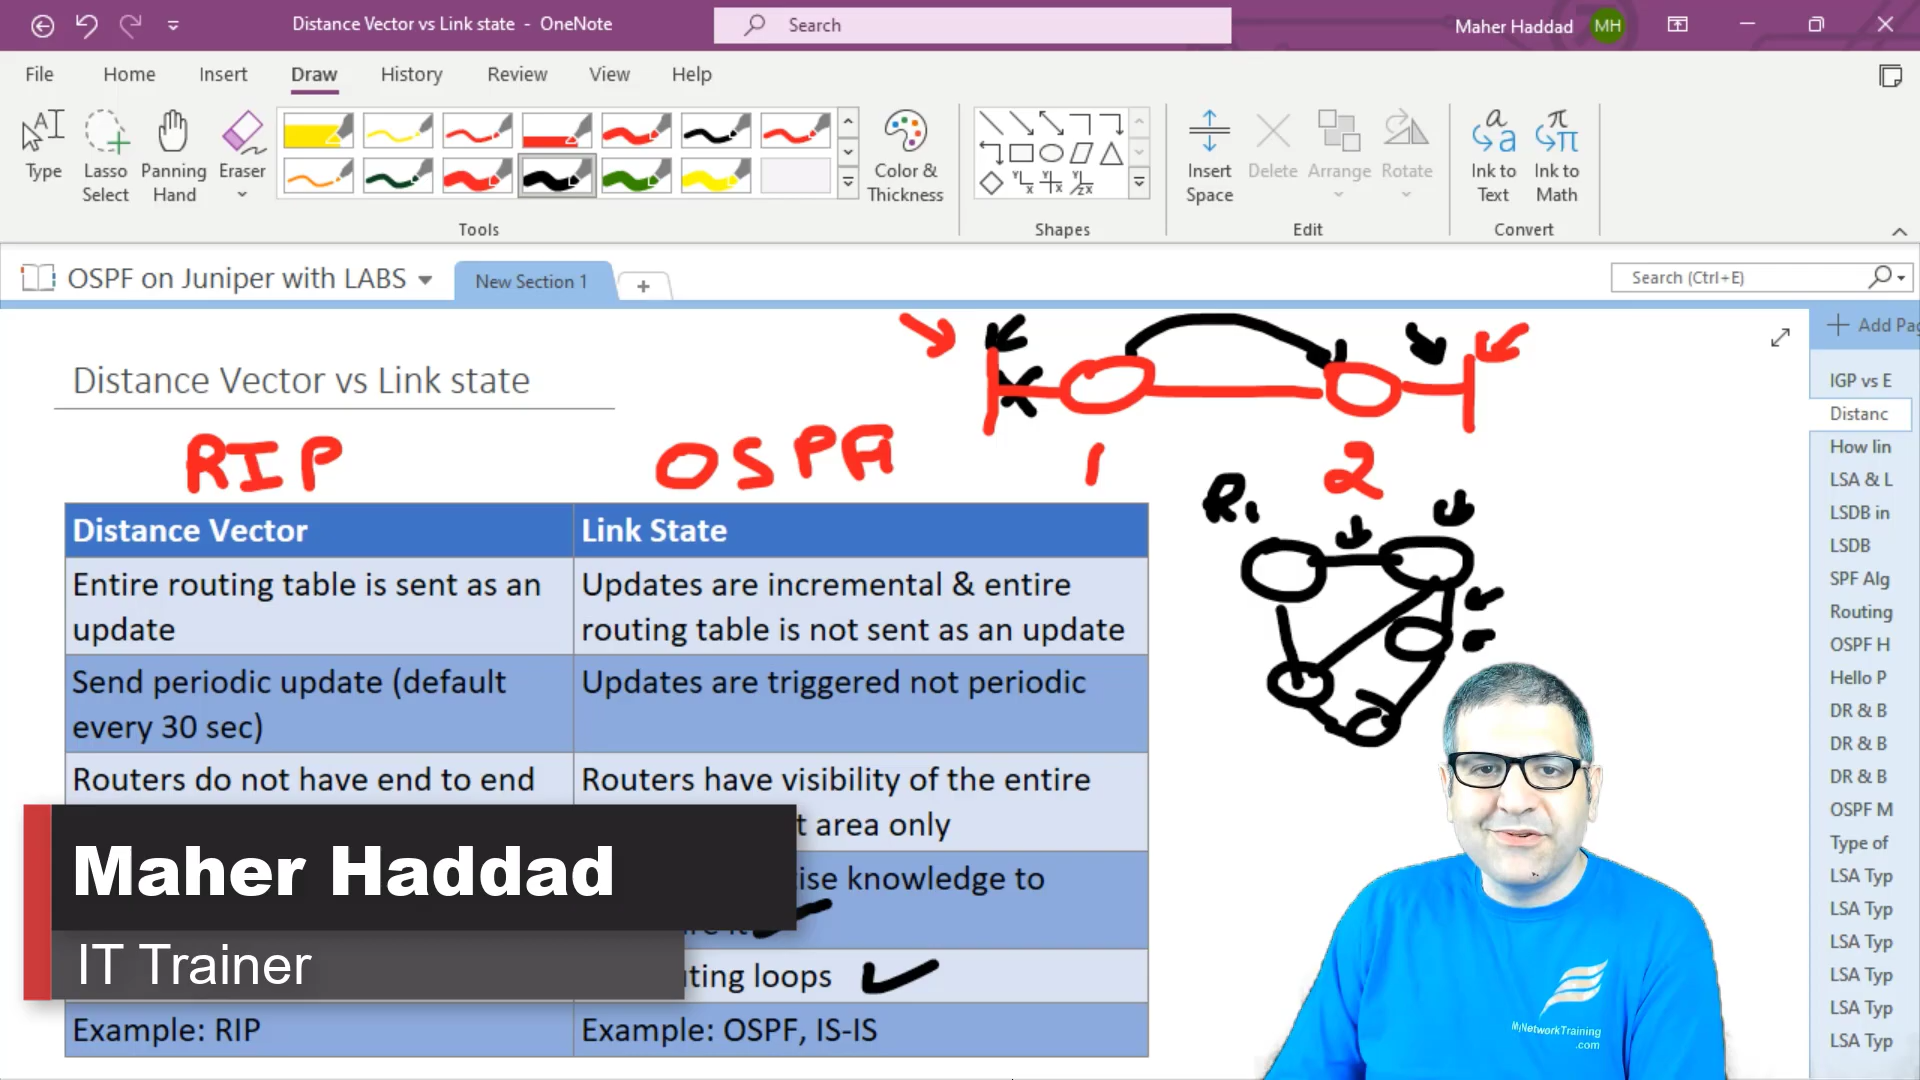 Distance Vector vs Link state - OneNote
Search
Maher Haddad
MH
File
Home
Insert
Draw
History
Review
View
Help
Type
Lasso
Select
Panning
Hand
Eraser
Color &
Thickness
Insert
Space
Delete
Arrange
Rotate
Ink to
Text
Ink to
Math
Tools
Shapes
Edit
Convert
OSPF on Juniper with LABS
New Section 1
Search (Ctrl+E)
Distance Vector vs Link state
RIP
OSPF
1
2
R1
Distance Vector
Link State
Entire routing table is sent as an
update
Updates are incremental & entire
routing table is not sent as an update
Send periodic update (default
every 30 sec)
Updates are triggered not periodic
Routers do not have end to end
Routers have visibility of the entire
t area only
ise knowledge to
uting loops
Example: RIP
Example: OSPF, IS-IS
Maher Haddad
IT Trainer
MyNetworkTraining
.com
Add Pag
IGP vs E
Distanc
How lin
LSA & L
LSDB in
LSDB
SPF Alg
Routing
OSPF H
Hello P
DR & B
DR & B
DR & B
OSPF M
Type of
LSA Typ
LSA Typ
LSA Typ
LSA Typ
LSA Typ
LSA Typ